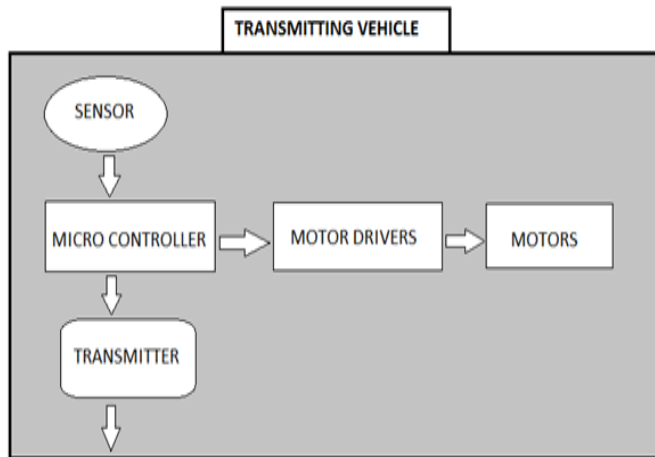 TRANSMITTING VEHICLE
SENSOR
MICRO CONTROLLER
MOTOR DRIVERS
MOTORS
TRANSMITTER